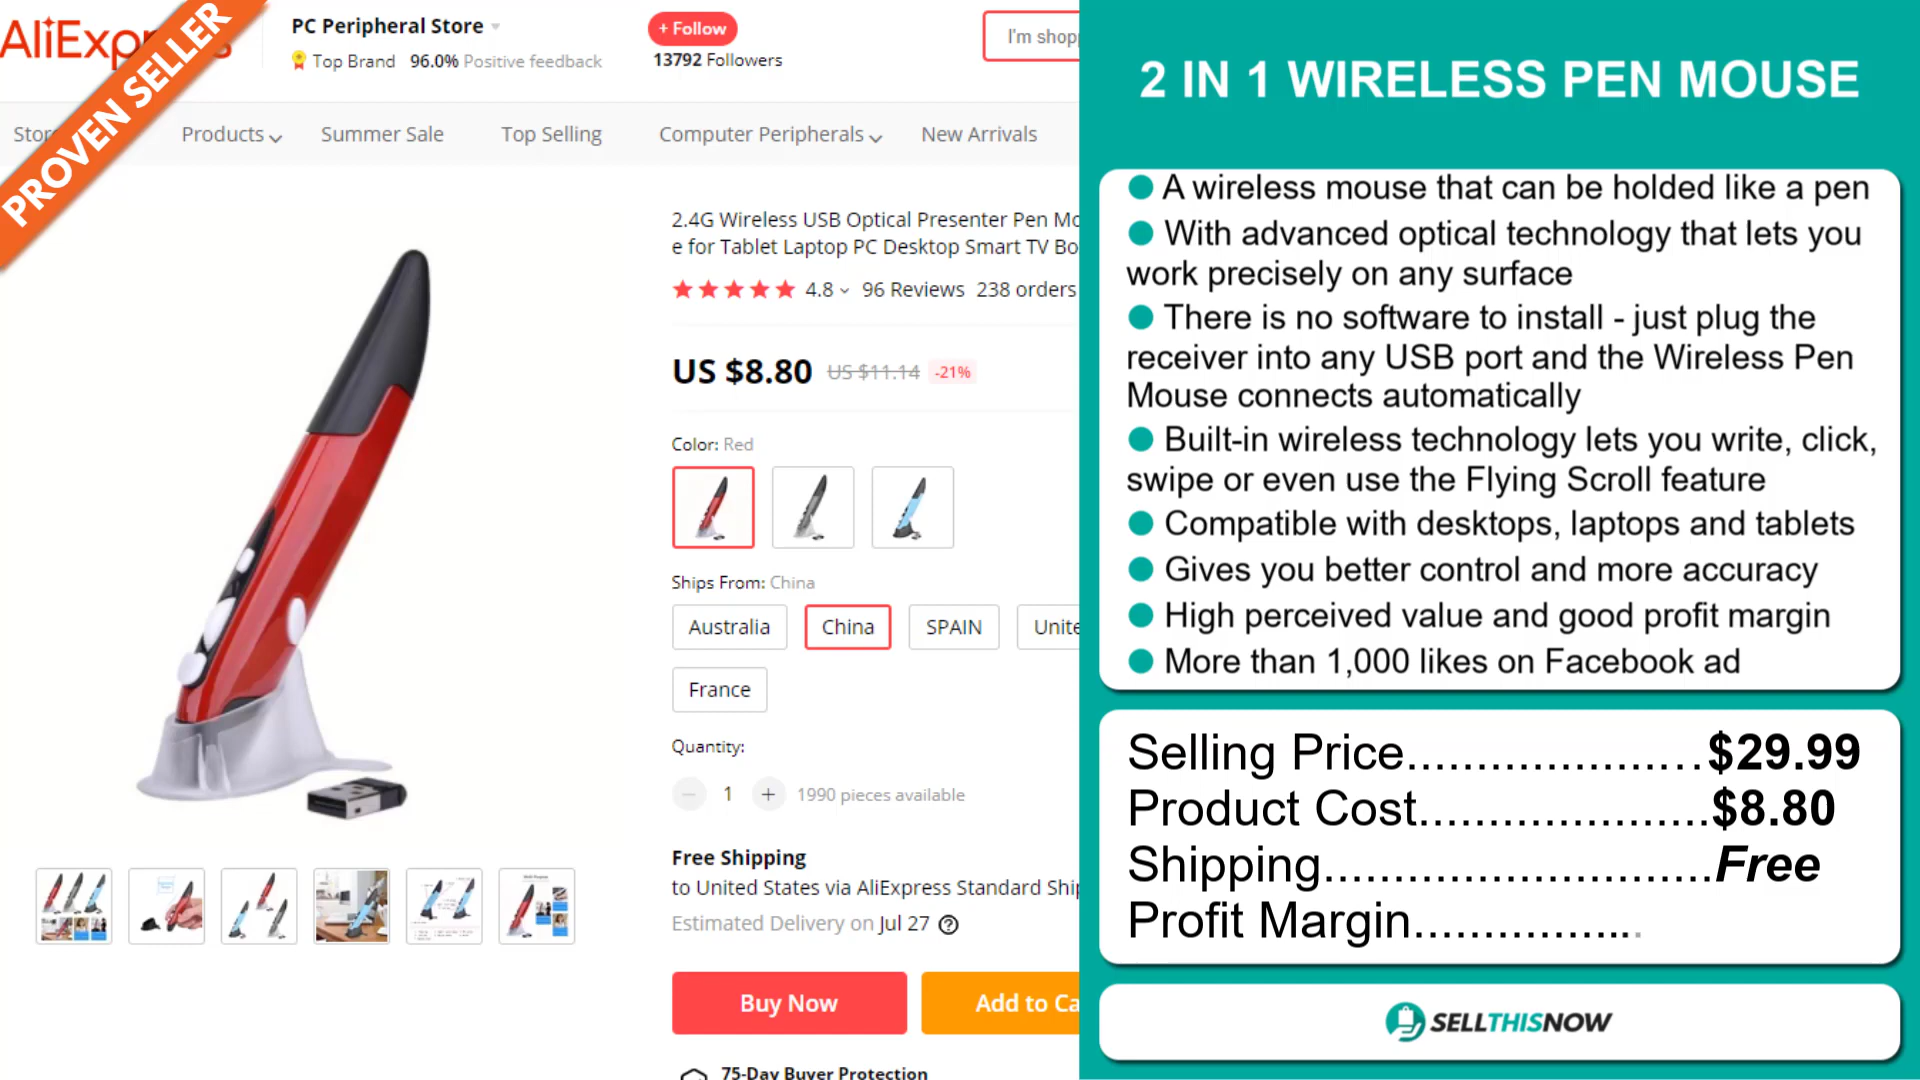 AliExpress
PROVEN SELLER
PC Peripheral Store
Top Brand 96.0% Positive feedback
+ Follow
13792 Followers
I'm shopp
Products
Summer Sale
Top Selling
Computer Peripherals
New Arrivals
2.4G Wireless USB Optical Presenter Pen Mo
e for Tablet Laptop PC Desktop Smart TV Bo
4.8 96 Reviews 238 orders
US $8.80 US $11.14 -21%
Color: Red
Ships From: China
Australia China SPAIN Unite
France
Quantity:
1 1990 pieces available
Free Shipping
to United States via AliExpress Standard Ship
Estimated Delivery on Jul 27
Buy Now
Add to Ca
75-Day Buyer Protection
2 IN 1 WIRELESS PEN MOUSE
A wireless mouse that can be holded like a pen
With advanced optical technology that lets you
work precisely on any surface
There is no software to install - just plug the
receiver into any USB port and the Wireless Pen
Mouse connects automatically
Built-in wireless technology lets you write, click,
swipe or even use the Flying Scroll feature
Compatible with desktops, laptops and tablets
Gives you better control and more accuracy
High perceived value and good profit margin
More than 1,000 likes on Facebook ad
Selling Price.....................$29.99
Product Cost.....................$8.80
Shipping............................Free
Profit Margin.................
SELLTHISNOW